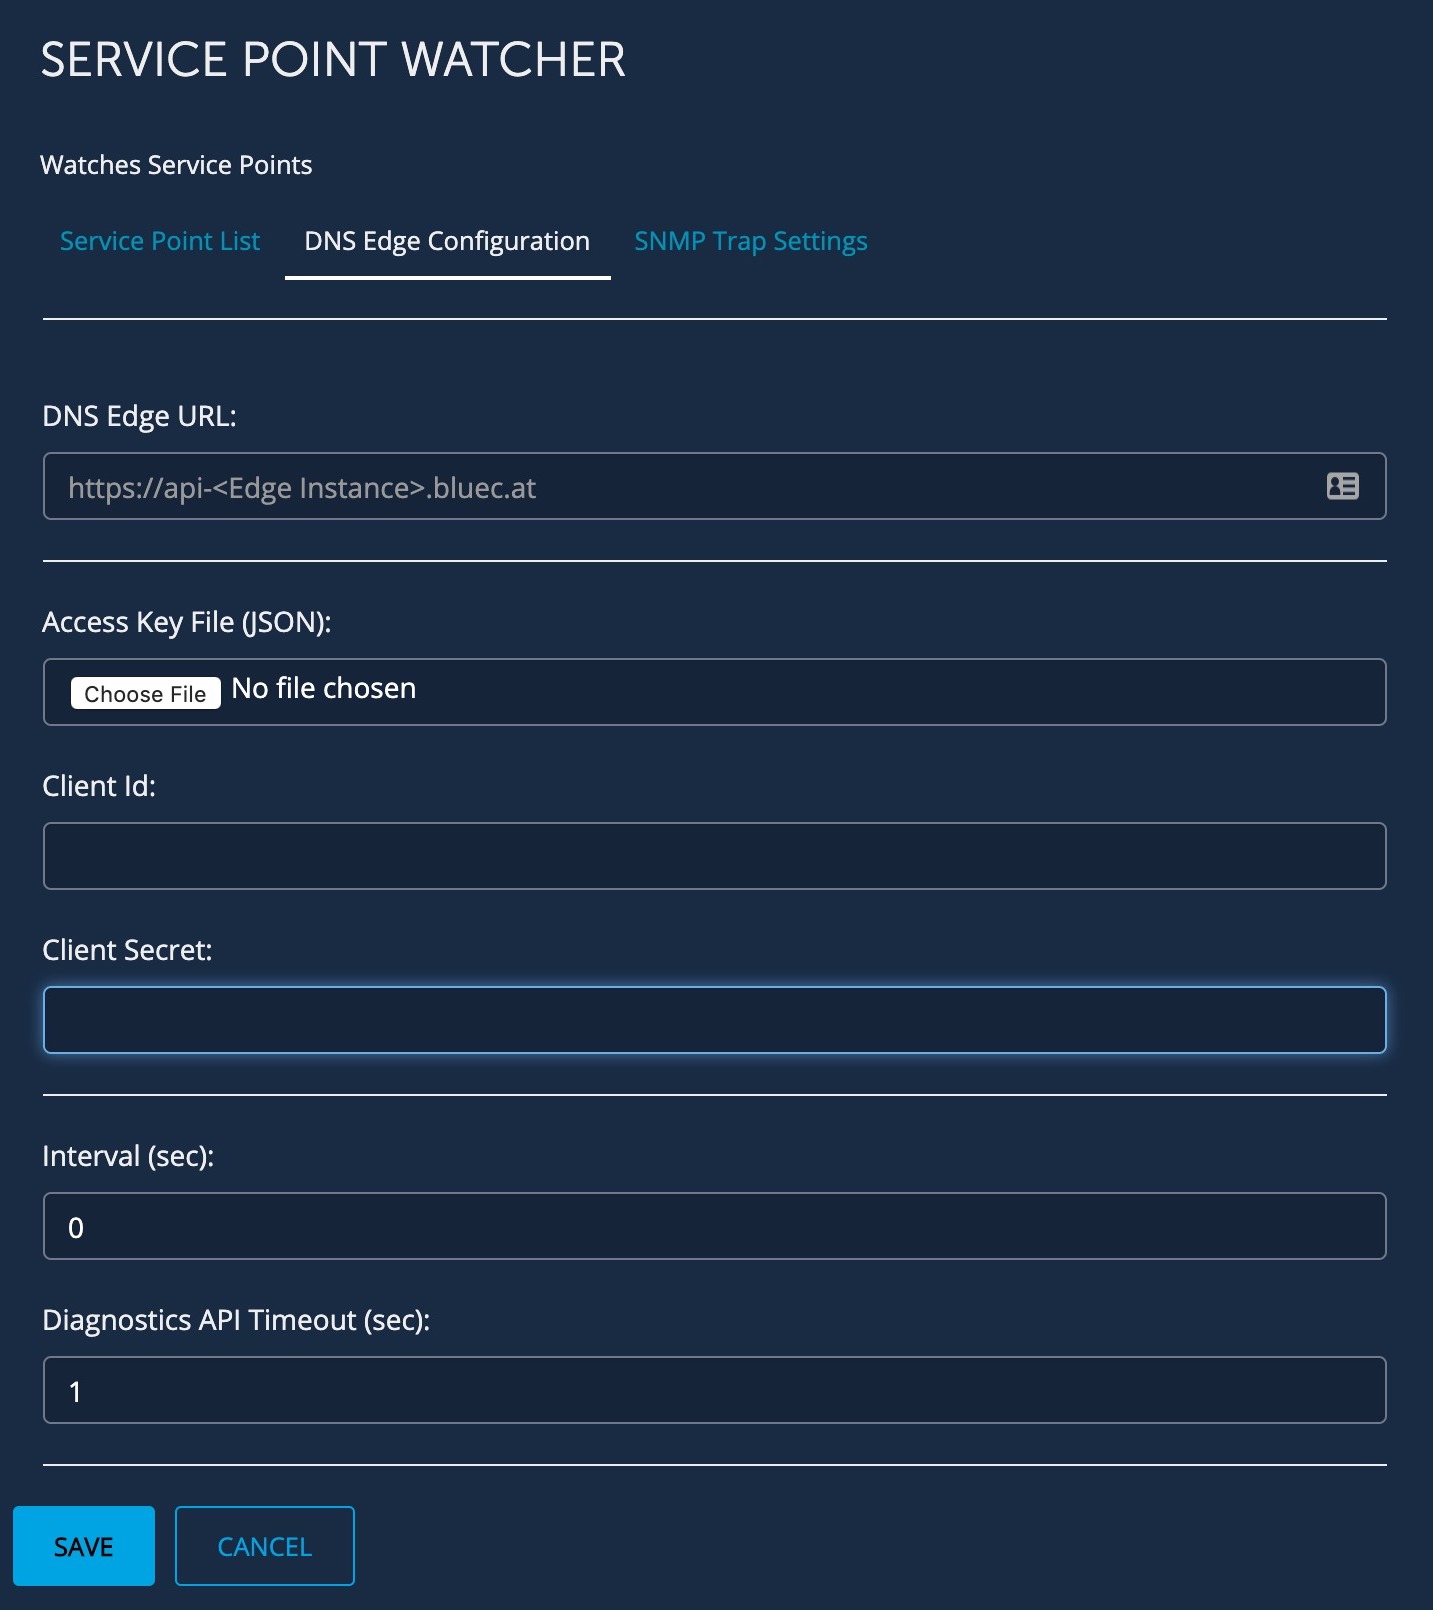 SERVICE POINT WATCHER
Watches Service Points
Service Point List DNS Edge Configuration SNMP Trap Settings
DNS Edge URL:
https://api-<Edge Instance>.bluec.at
Access Key File (JSON):
Choose File No file chosen
Client Id:
Client Secret:
Interval (sec):
0
Diagnostics API Timeout (sec):
1
SAVE CANCEL